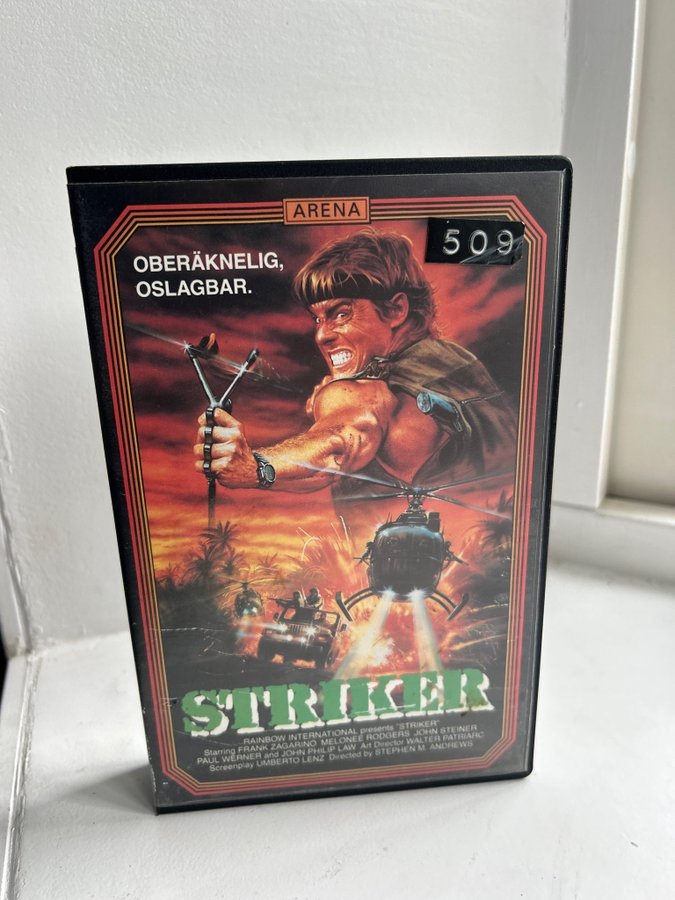 ARENA
509
OBERÄKNELIG,
OSLAGBAR.
STRIKER
RAINBOW INTERNATIONAL presents "STRIKER"
Starring FRANK ZAGARINO MELONEE RODGERS JOHN STEINER
PAUL WERNER and JOHN PHILIP LAW Art Director WALTER PATRIARC
Screenplay UMBERTO LENZ Directed by STEPHEN M. ANDREWS